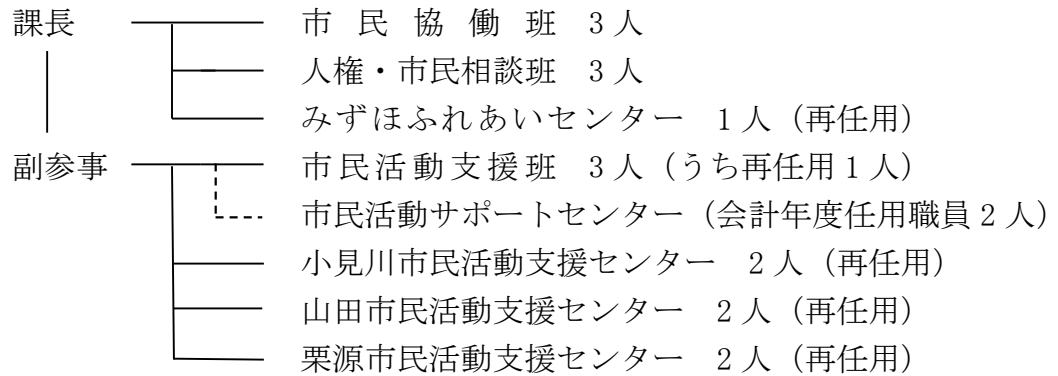 課長 市民協働班 3人
人権・市民相談班 3人
みずほふれあいセンター 1人(再任用)
副参事 市民活動支援班 3人(うち再任用1人)
市民活動サポートセンター(会計年度任用職員2人)
小見川市民活動支援センター 2人(再任用)
山田市民活動支援センター 2人(再任用)
栗源市民活動支援センター 2人(再任用)